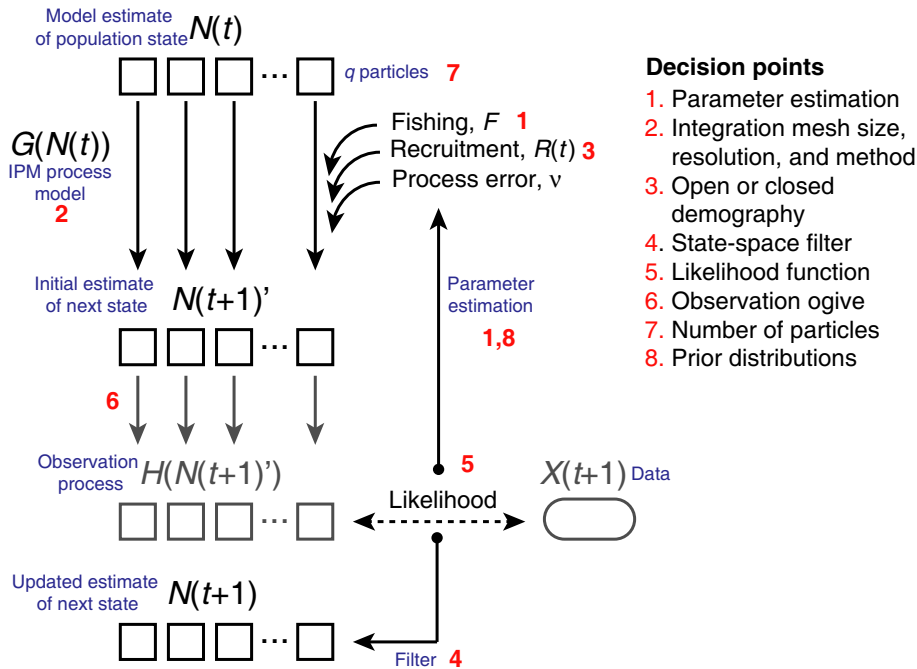 Model estimate
of population state N(t)
q particles 7
G(N(t))
IPM process
model
2
Fishing, F 1
Recruitment, R(t) 3
Process error, ν
Initial estimate
of next state N(t+1)’
Parameter
estimation
1,8
6
Observation
process H(N(t+1)’)
5
Likelihood
X(t+1) Data
Updated estimate
of next state N(t+1)
Filter 4
Decision points
1. Parameter estimation
2. Integration mesh size,
resolution, and method
3. Open or closed
demography
4. State-space filter
5. Likelihood function
6. Observation ogive
7. Number of particles
8. Prior distributions